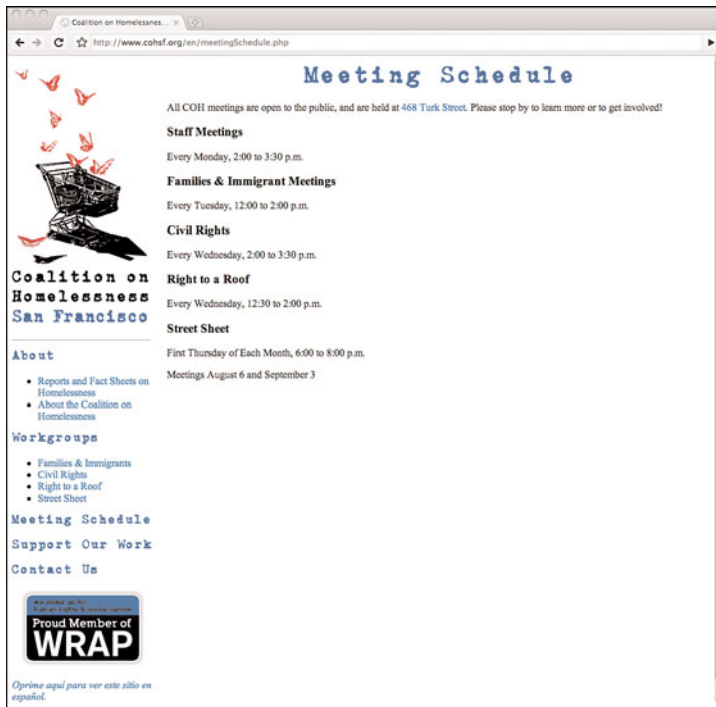 Coalition on Homelessnes...
http://www.cohsf.org/en/meetingSchedule.php
Meeting Schedule
All COH meetings are open to the public, and are held at 468 Turk Street. Please stop by to learn more or to get involved!
Staff Meetings
Every Monday, 2:00 to 3:30 p.m.
Families & Immigrant Meetings
Every Tuesday, 12:00 to 2:00 p.m.
Civil Rights
Every Wednesday, 2:00 to 3:30 p.m.
Right to a Roof
Every Wednesday, 12:30 to 2:00 p.m.
Street Sheet
First Thursday of Each Month, 6:00 to 8:00 p.m.
Meetings August 6 and September 3
Coalition on
Homelessness
San Francisco
About
Reports and Fact Sheets on
Homelessness
About the Coalition on
Homelessness
Workgroups
Families & Immigrants
Civil Rights
Right to a Roof
Street Sheet
Meeting Schedule
Support Our Work
Contact Us
Proud Member of
WRAP
Oprime aquí para ver este sitio en
español.